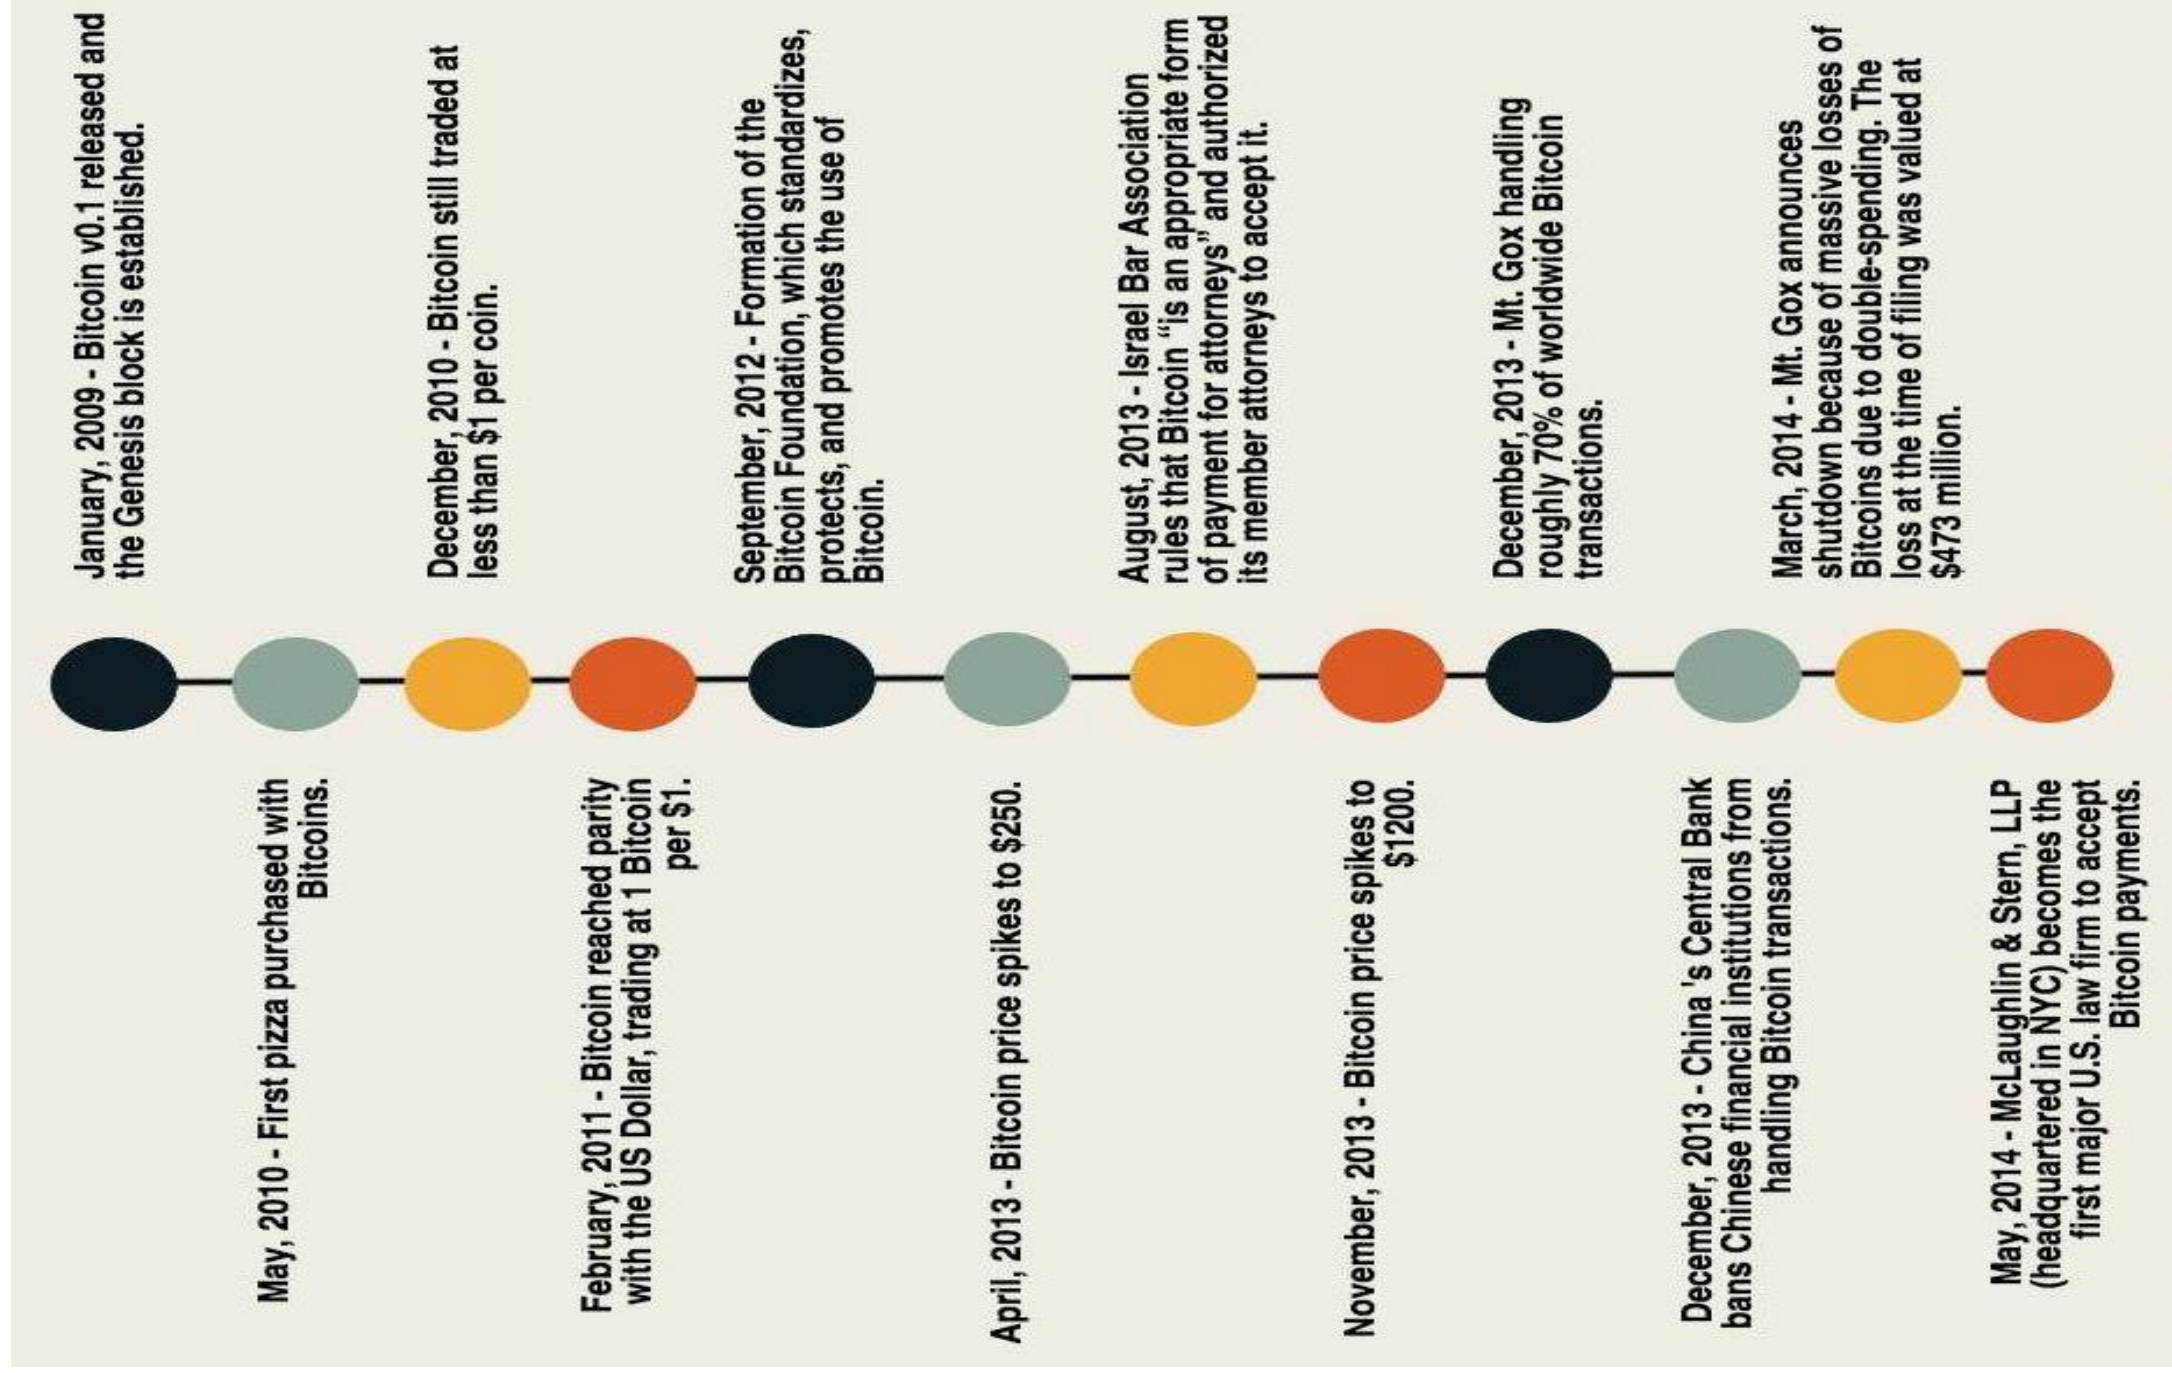 January, 2009 - Bitcoin v0.1 released and
the Genesis block is established.
May, 2010 - First pizza purchased with
Bitcoins.
December, 2010 - Bitcoin still traded at
less than $1 per coin.
February, 2011 - Bitcoin reached parity
with the US Dollar, trading at 1 Bitcoin
per $1.
September, 2012 - Formation of the
Bitcoin Foundation, which standardizes,
protects, and promotes the use of
Bitcoin.
April, 2013 - Bitcoin price spikes to $250.
August, 2013 - Israel Bar Association
rules that Bitcoin “is an appropriate form
of payment for attorneys” and authorized
its member attorneys to accept it.
November, 2013 - Bitcoin price spikes to
$1200.
December, 2013 - Mt. Gox handling
roughly 70% of worldwide Bitcoin
transactions.
December, 2013 - China 's Central Bank
bans Chinese financial institutions from
handling Bitcoin transactions.
March, 2014 - Mt. Gox announces
shutdown because of massive losses of
Bitcoins due to double-spending. The
loss at the time of filing was valued at
$473 million.
May, 2014 - McLaughlin & Stern, LLP
(headquartered in NYC) becomes the
first major U.S. law firm to accept
Bitcoin payments.